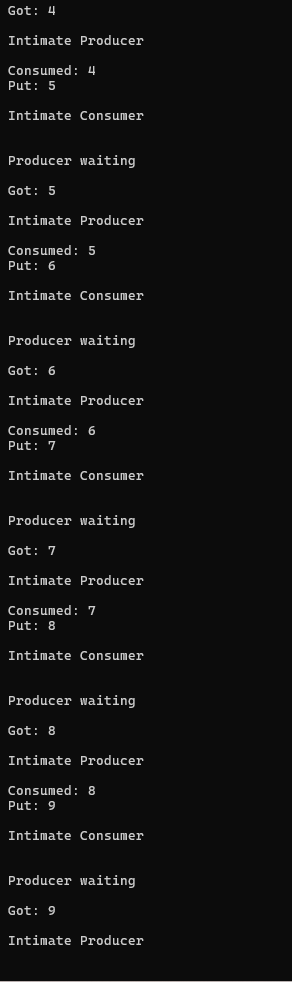 Got: 4
Intimate Producer
Consumed: 4
Put: 5
Intimate Consumer
Producer waiting
Got: 5
Intimate Producer
Consumed: 5
Put: 6
Intimate Consumer
Producer waiting
Got: 6
Intimate Producer
Consumed: 6
Put: 7
Intimate Consumer
Producer waiting
Got: 7
Intimate Producer
Consumed: 7
Put: 8
Intimate Consumer
Producer waiting
Got: 8
Intimate Producer
Consumed: 8
Put: 9
Intimate Consumer
Producer waiting
Got: 9
Intimate Producer